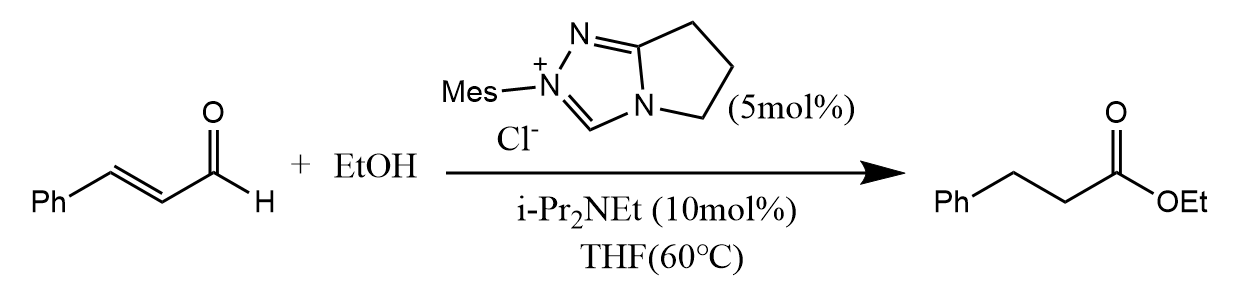 N
+
N
Mes
N
(5mol%)
Cl-
O
Ph
H
+ EtOH
i-Pr₂NEt (10mol%)
THF(60°C)
O
Ph
OEt